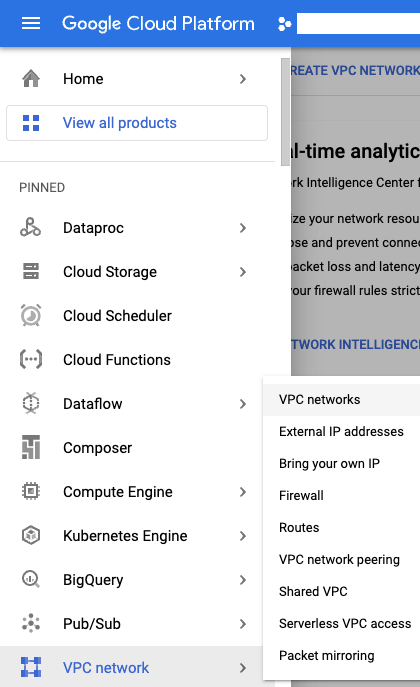 Google Cloud Platform
Home
View all products
PINNED
Dataproc
Cloud Storage
Cloud Scheduler
Cloud Functions
Dataflow
Composer
Compute Engine
Kubernetes Engine
BigQuery
Pub/Sub
VPC network
REATE VPC NETWORK
l-time analytic
rk Intelligence Center f
ize your network resou
ose and prevent conne
packet loss and latency
our firewall rules strict
TWORK INTELLIGENC
VPC networks
External IP addresses
Bring your own IP
Firewall
Routes
VPC network peering
Shared VPC
Serverless VPC access
Packet mirroring